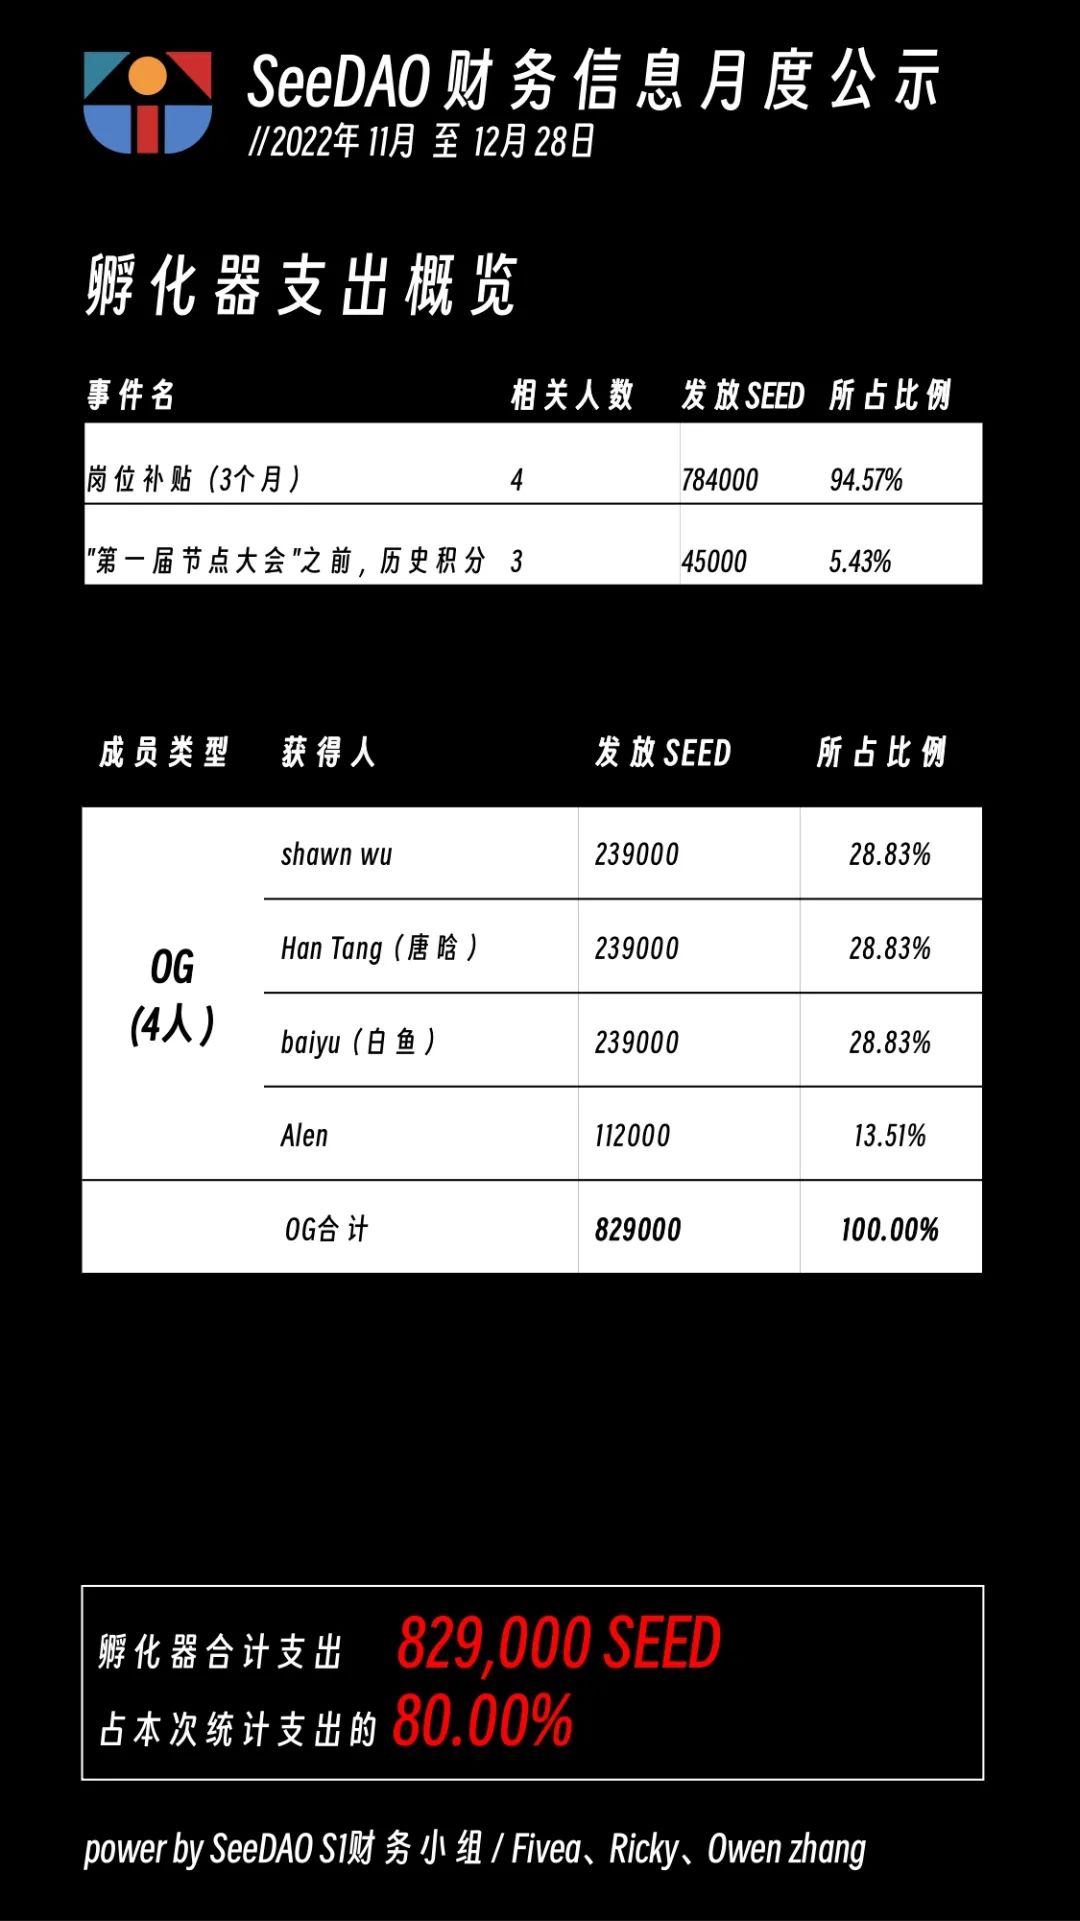 SeeDAO 财务信息月度公示
//2022年 11月 至 12月 28日
孵化器支出概览
事件名 相关人数 发放SEED 所占比例
岗位补贴（3个月） 4 784000 94.57%
"第一届节点大会"之前，历史积分 3 45000 5.43%
成员类型 获得人 发放SEED 所占比例
shawn wu 239000 28.83%
Han Tang（唐晗） 239000 28.83%
OG
(4人)
baiyu（白鱼） 239000 28.83%
Alen 112000 13.51%
OG合计 829000 100.00%
孵化器合计支出 829,000 SEED
占本次统计支出的 80.00%
power by SeeDAO S1财务小组 / Fivea、Ricky、Owen zhang